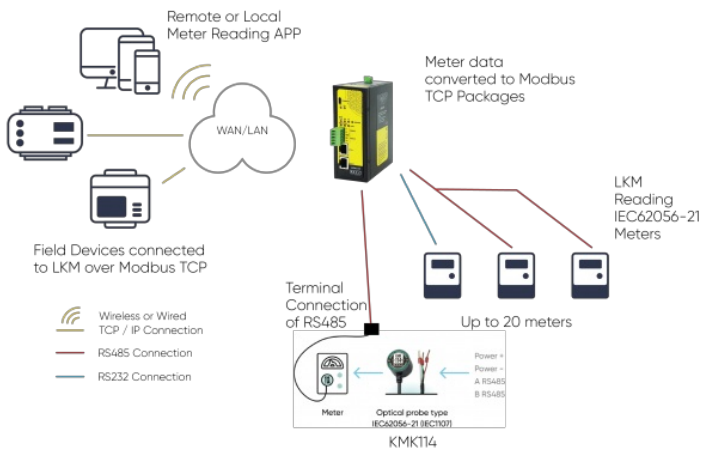 Remote or Local
Meter Reading APP
WAN/LAN
Meter data
converted to Modbus
TCP Packages
LKM
Reading
IEC62056-21
Meters
Field Devices connected
to LKM over Modbus TCP
Wireless or Wired
TCP / IP Connection
RS485 Connection
RS232 Connection
Terminal
Connection
of RS485
Up to 20 meters
Power +
Power -
A RS485
B RS485
Meter
Optical probe type
IEC62056-21 (IEC1107)
KMK114